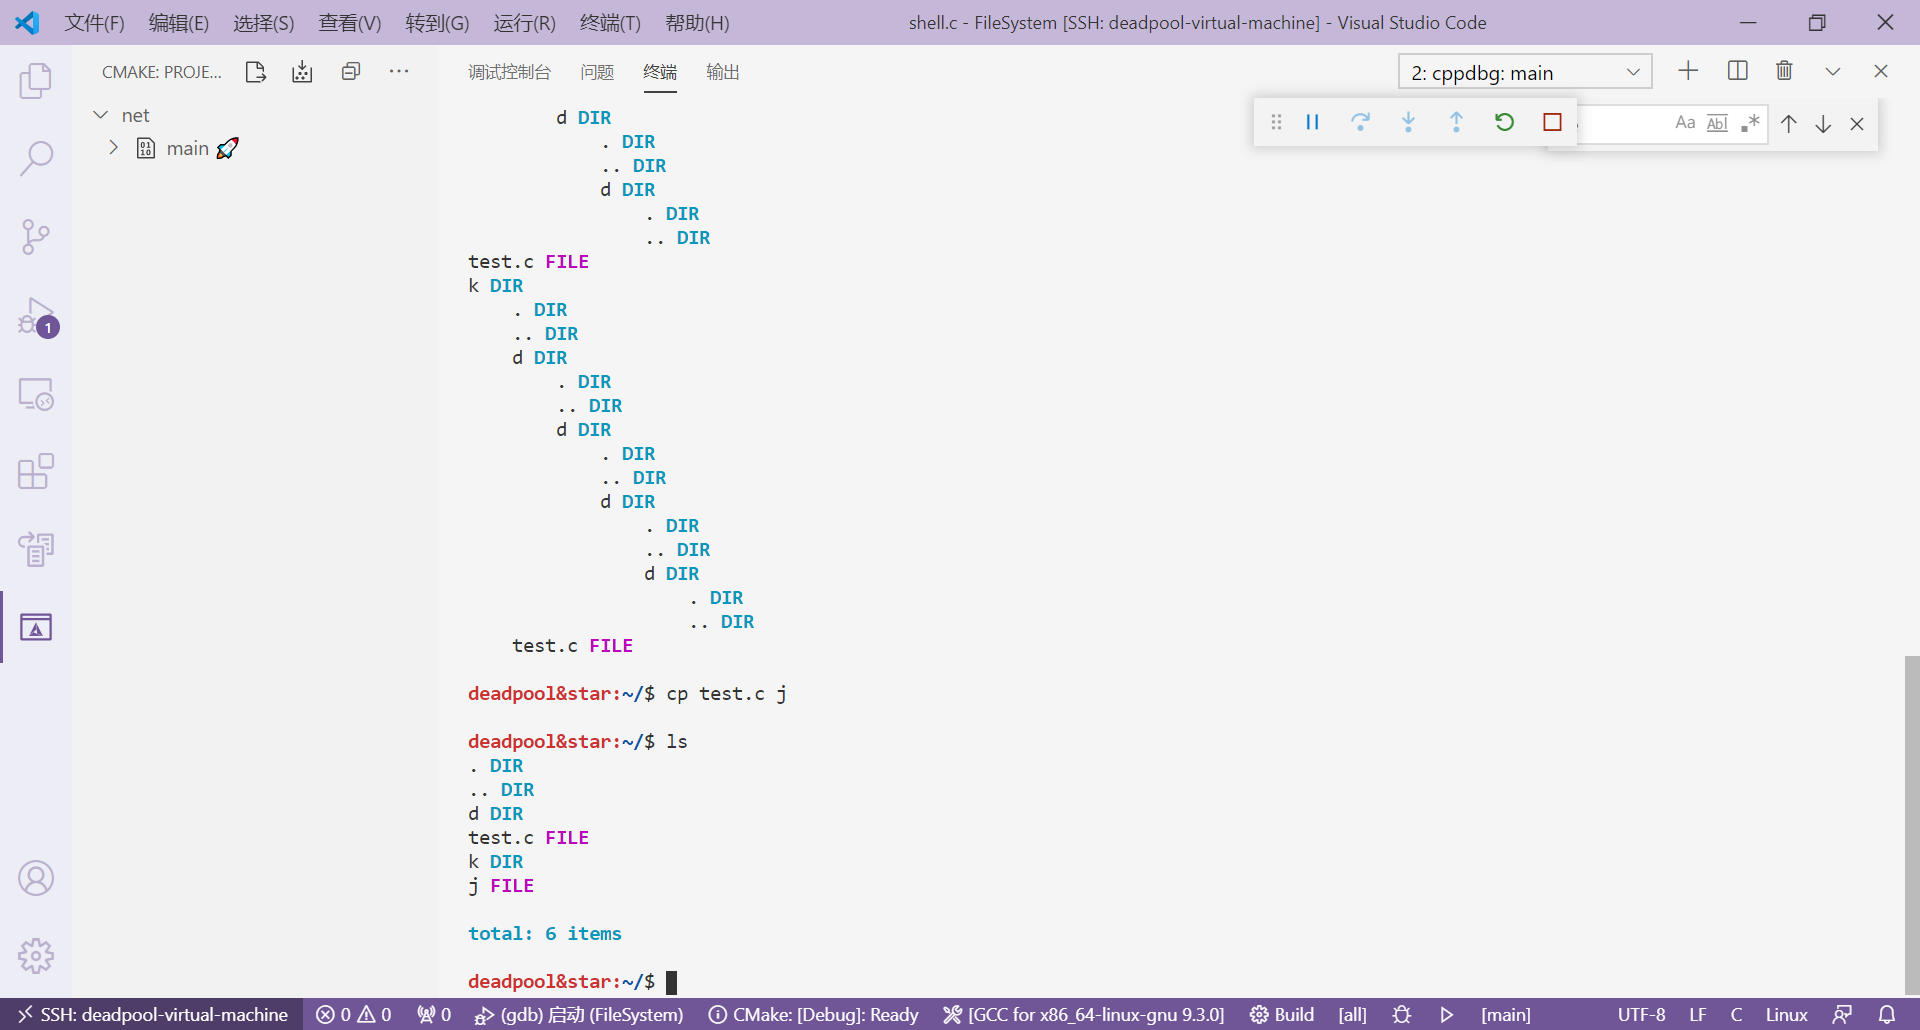 文件(F) 编辑(E) 选择(S) 查看(V) 转到(G) 运行(R) 终端(T) 帮助(H) shell.c - FileSystem [SSH: deadpool-virtual-machine] - Visual Studio Code
CMAKE: PROJE... 调试控制台 问题 终端 输出 2: cppdbg: main
net
main
Aa Abl .*
1
d DIR
. DIR
.. DIR
d DIR
. DIR
.. DIR
test.c FILE
k DIR
. DIR
.. DIR
d DIR
. DIR
.. DIR
d DIR
. DIR
.. DIR
d DIR
. DIR
.. DIR
d DIR
. DIR
.. DIR
test.c FILE
deadpool&star:~/$ cp test.c j
deadpool&star:~/$ ls
. DIR
.. DIR
d DIR
test.c FILE
k DIR
j FILE
total: 6 items
deadpool&star:~/$
SSH: deadpool-virtual-machine 0 0 0 (gdb) 启动 (FileSystem) CMake: [Debug]: Ready [GCC for x86_64-linux-gnu 9.3.0] Build [all] [main] UTF-8 LF C Linux